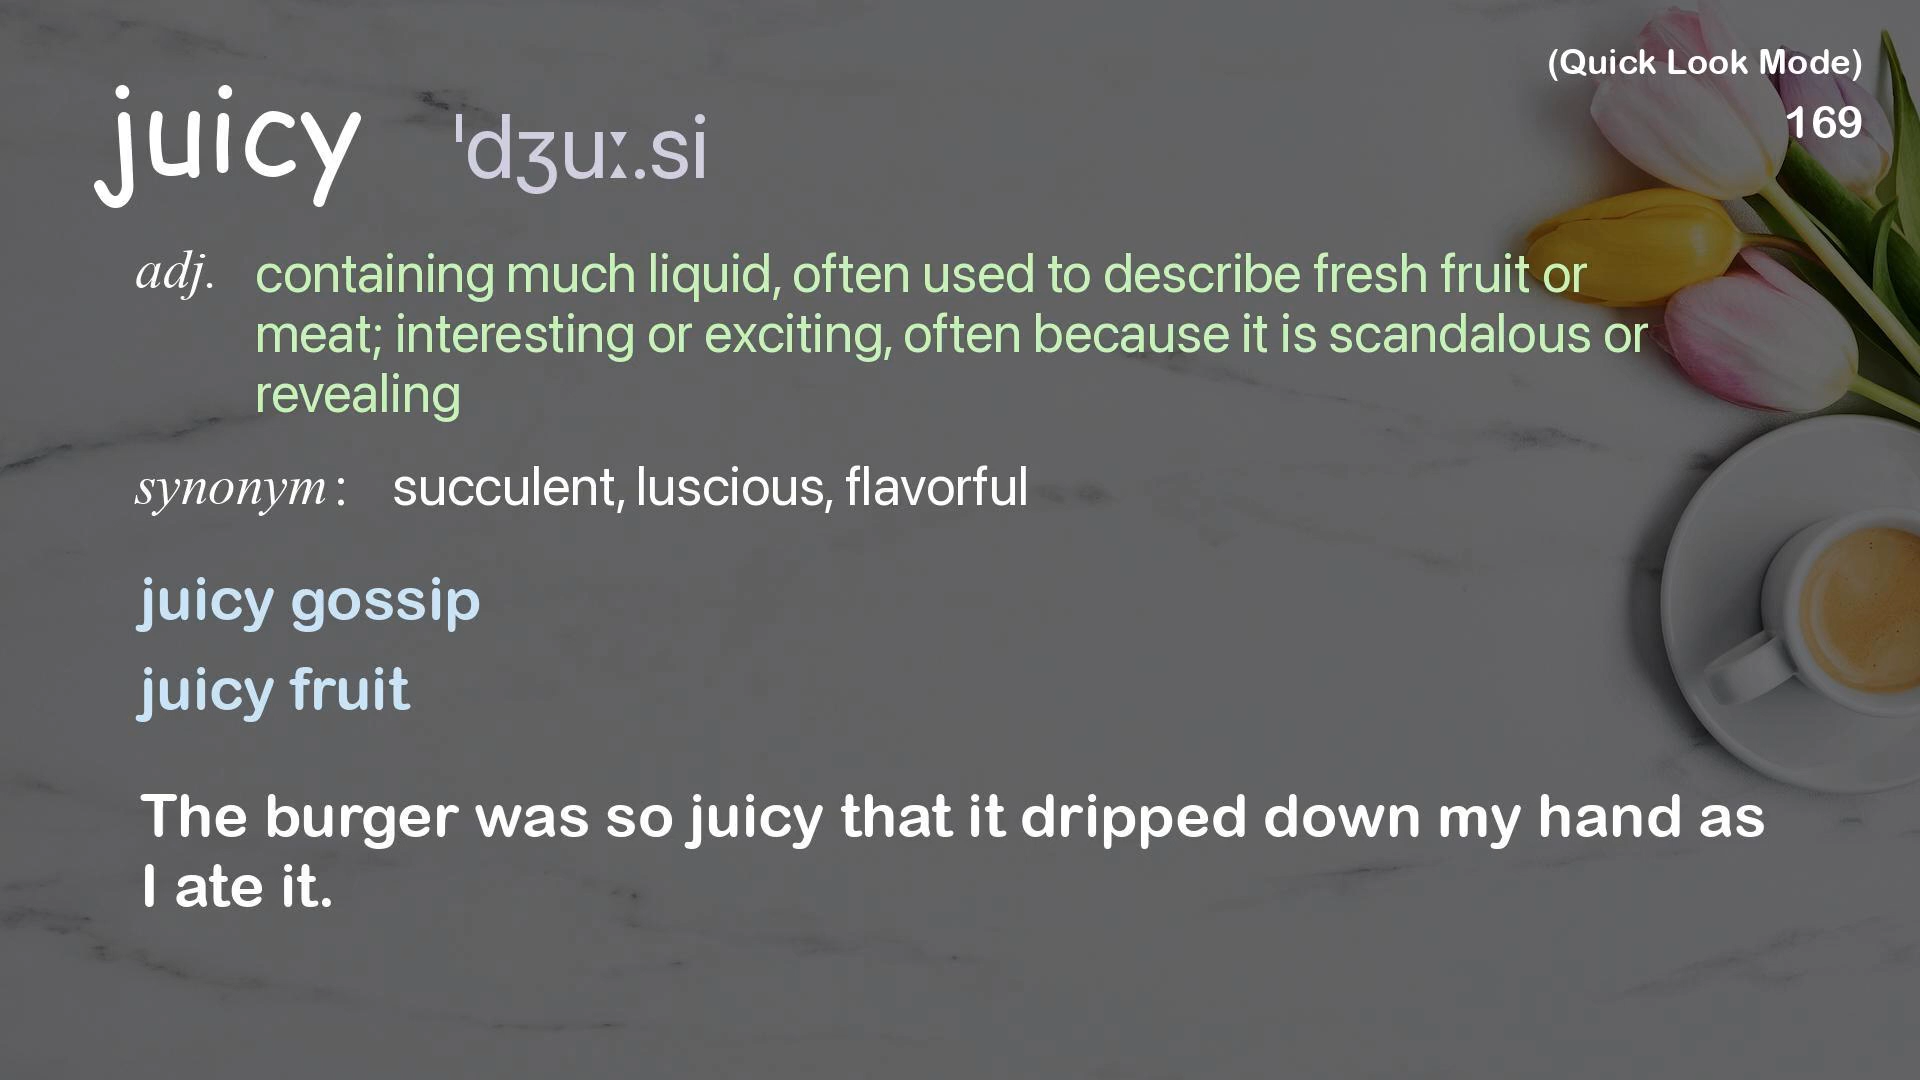 (Quick Look Mode)
169
juicy ˈdʒuː.si
adj. containing much liquid, often used to describe fresh fruit or
meat; interesting or exciting, often because it is scandalous or
revealing
synonym : succulent, luscious, flavorful
juicy gossip
juicy fruit
The burger was so juicy that it dripped down my hand as
I ate it.